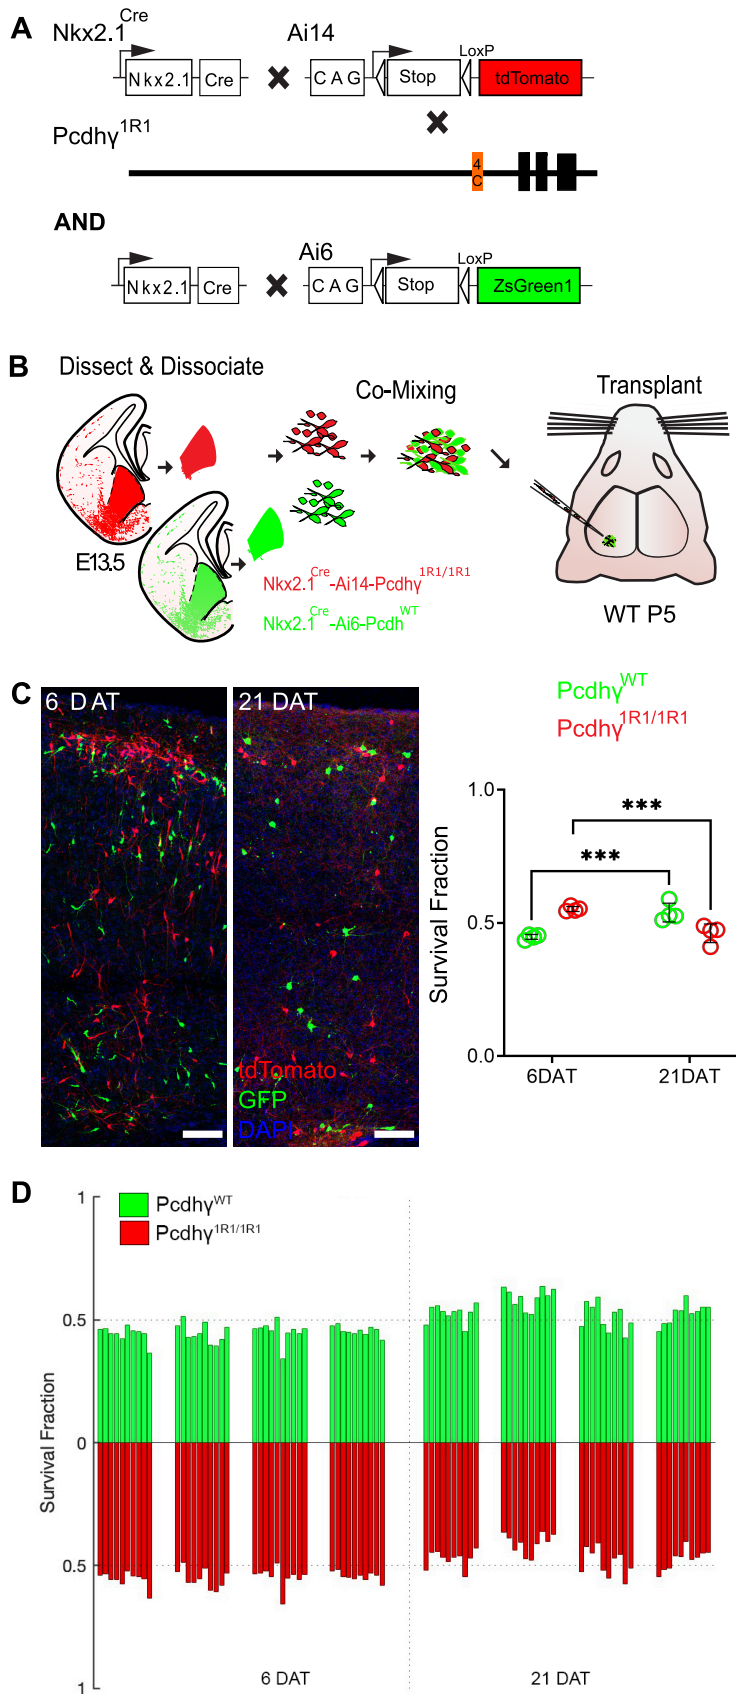 A
Nkx2.1Cre
Ai14
LoxP
Nkx2.1 Cre
CAG Stop tdTomato
Pcdhγ1R1
4
C
AND
Ai6
LoxP
Nkx2.1 Cre
CAG Stop ZsGreen1
B
Dissect & Dissociate
Co-Mixing
Transplant
E13.5
Nkx2.1Cre-Ai14-Pcdhγ1R1/1R1
Nkx2.1Cre-Ai6-PcdhWT
WT P5
C
6 DAT
21 DAT
tdTomato
GFP
DAPI
PcdhγWT
Pcdhγ1R1/1R1
1.0
***
***
0.5
0.0
Survival Fraction
6DAT
21DAT
D
PcdhγWT
Pcdhγ1R1/1R1
1
0.5
0
0.5
1
Survival Fraction
6 DAT
21 DAT